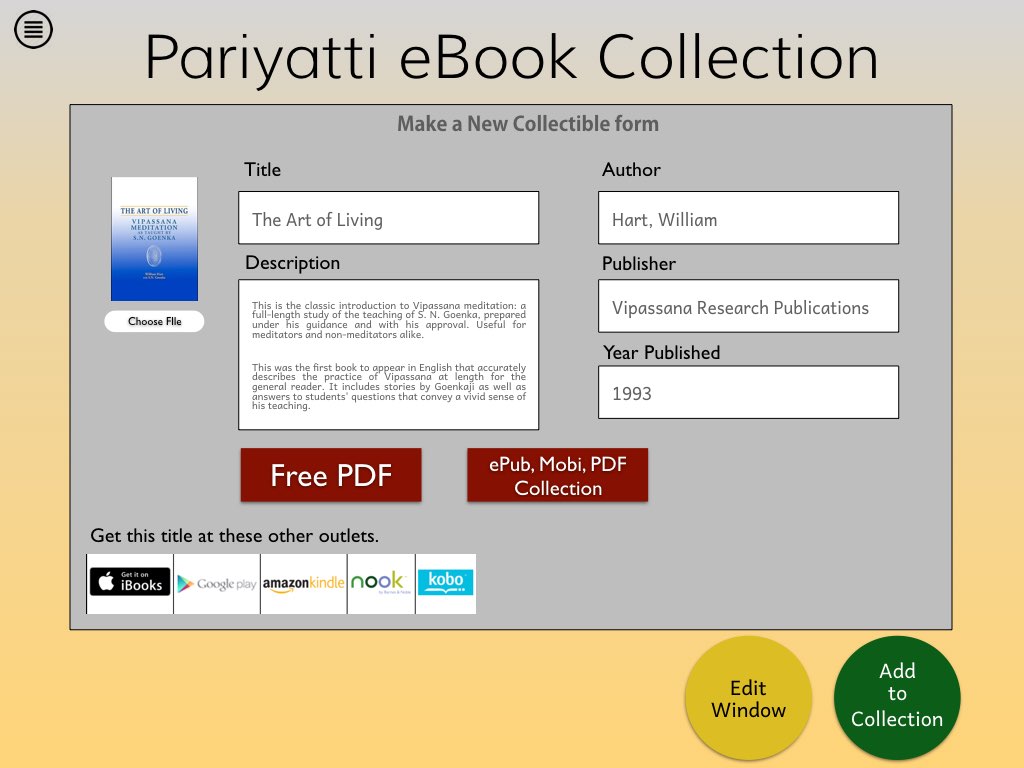 Pariyatti eBook Collection
Make a New Collectible form
Title
The Art of Living
Author
Hart, William
THE ART OF LIVING
VIPASSANA
MEDITATION
AS TAUGHT BY
S.N. GOENKA
Choose FIle
Description
This is the classic introduction to Vipassana meditation: a
full-length study of the teaching of S. N. Goenka, prepared
under his guidance and with his approval. Useful for
meditators and non-meditators alike.
This was the first book to appear in English that accurately
describes the practice of Vipassana at length for the
general reader. It includes stories by Goenkaji as well as
answers to students' questions that convey a vivid sense of
his teaching.
Publisher
Vipassana Research Publications
Year Published
1993
Free PDF
ePub, Mobi, PDF
Collection
Get this title at these other outlets.
Get it on
iBooks
Google play
amazonkindle
nook
by Barnes & Noble
kobo
Edit
Window
Add
to
Collection